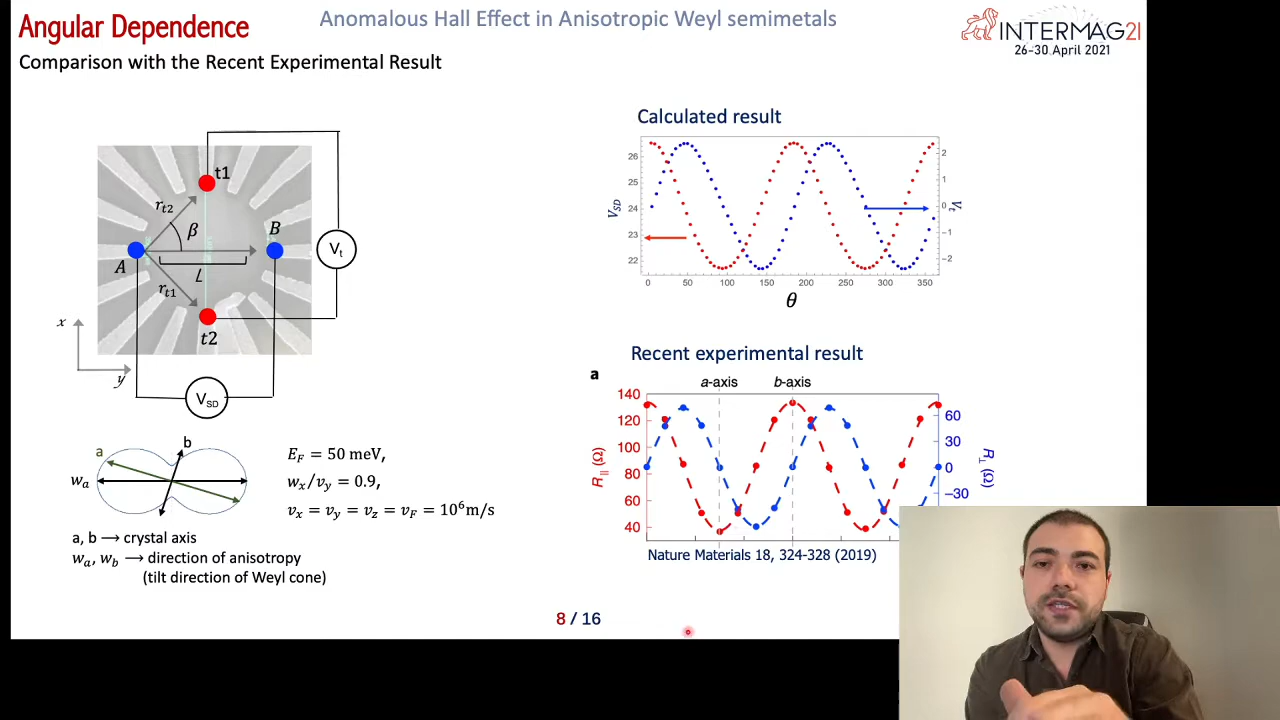 Angular Dependence
Anomalous Hall Effect in Anisotropic Weyl semimetals
INTERMAG21
26-30 April 2021
Comparison with the Recent Experimental Result
t1
r_t2
β
B
A
L
r_t1
t2
V_t
x
y
V_SD
a
b
w_a
E_F = 50 meV,
w_x/v_y = 0.9,
v_x = v_y = v_z = v_F = 10^6 m/s
a, b → crystal axis
w_a, w_b → direction of anisotropy
(tilt direction of Weyl cone)
Calculated result
26
25
24
23
22
V_SD
2
1
0
−1
−2
V_t
0 50 100 150 200 250 300 350
θ
Recent experimental result
a
a-axis b-axis
140
120
100
80
60
40
R_|| (Ω)
60
30
0
−30
R_⊥ (Ω)
Nature Materials 18, 324-328 (2019)
8 / 16